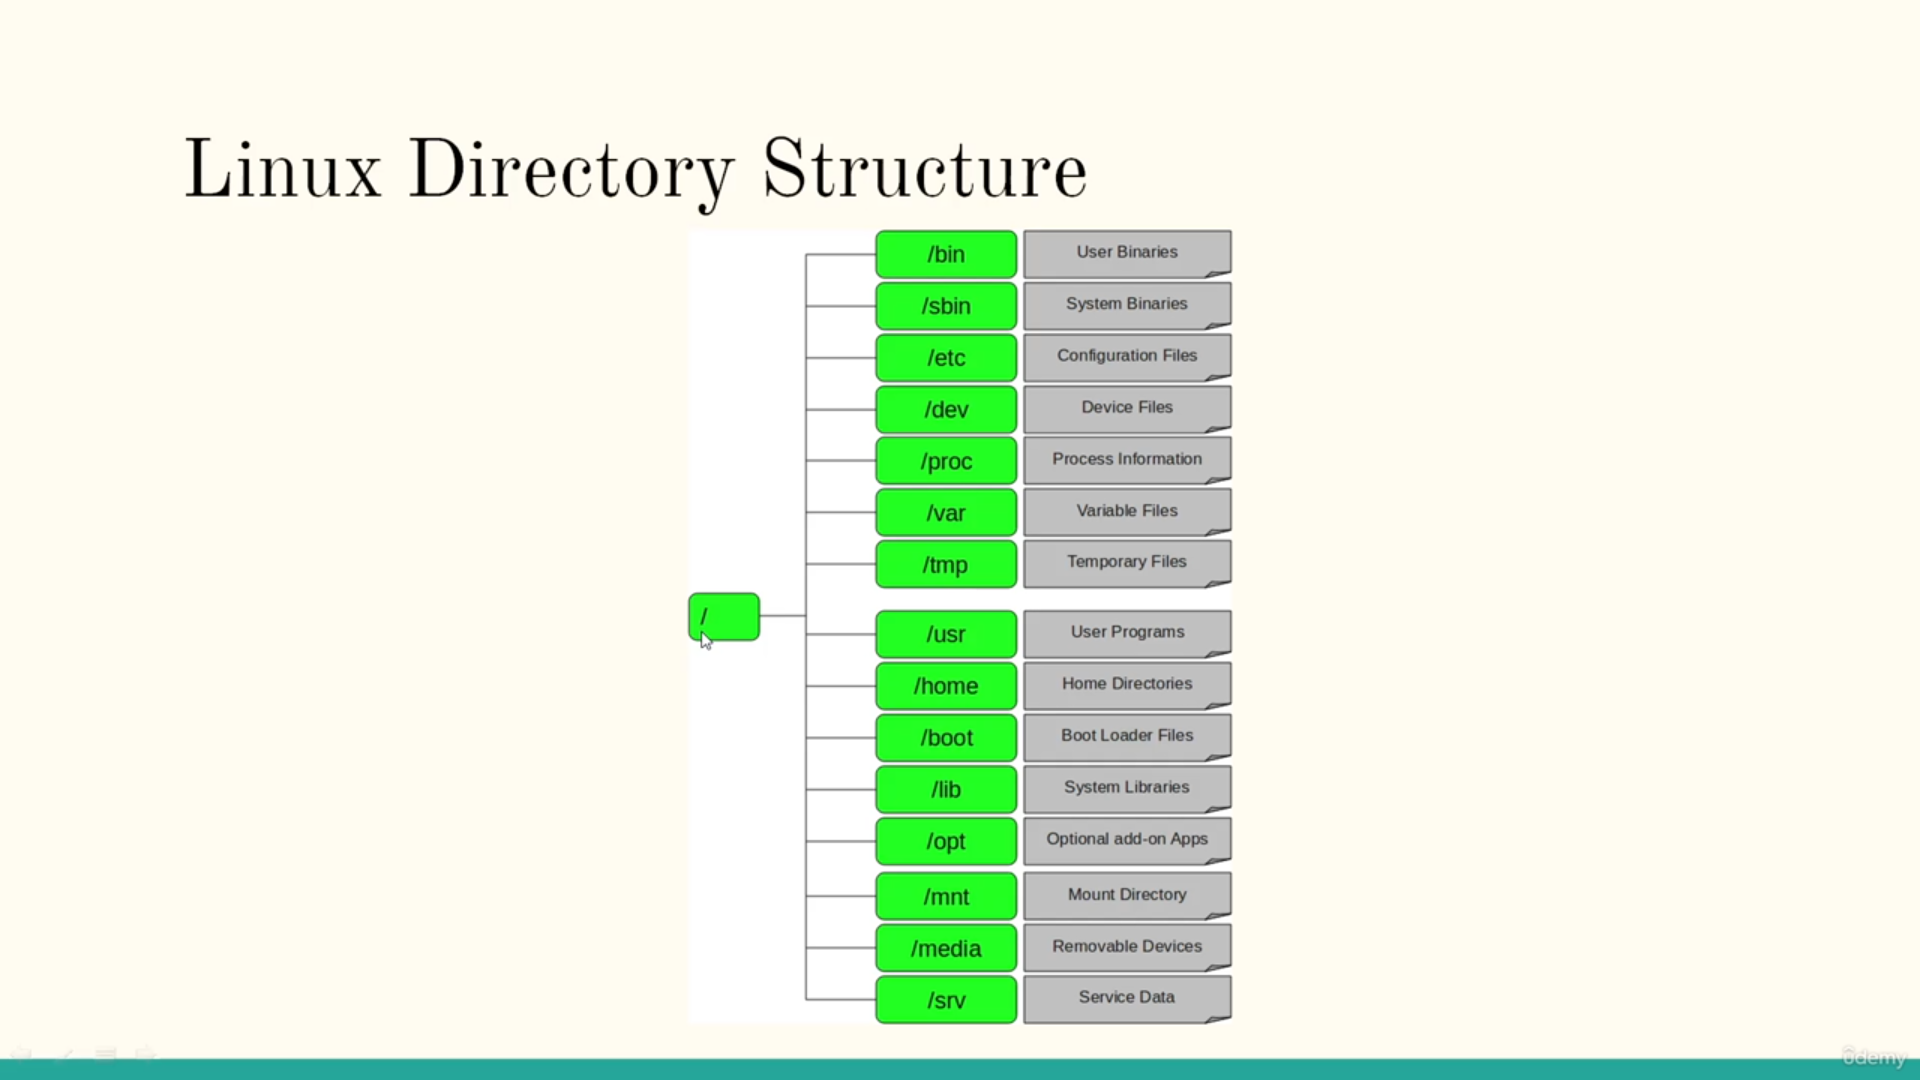 Linux Directory Structure
/bin User Binaries
/sbin System Binaries
/etc Configuration Files
/dev Device Files
/proc Process Information
/var Variable Files
/tmp Temporary Files
/
/usr User Programs
/home Home Directories
/boot Boot Loader Files
/lib System Libraries
/opt Optional add-on Apps
/mnt Mount Directory
/media Removable Devices
/srv Service Data
ûdemy